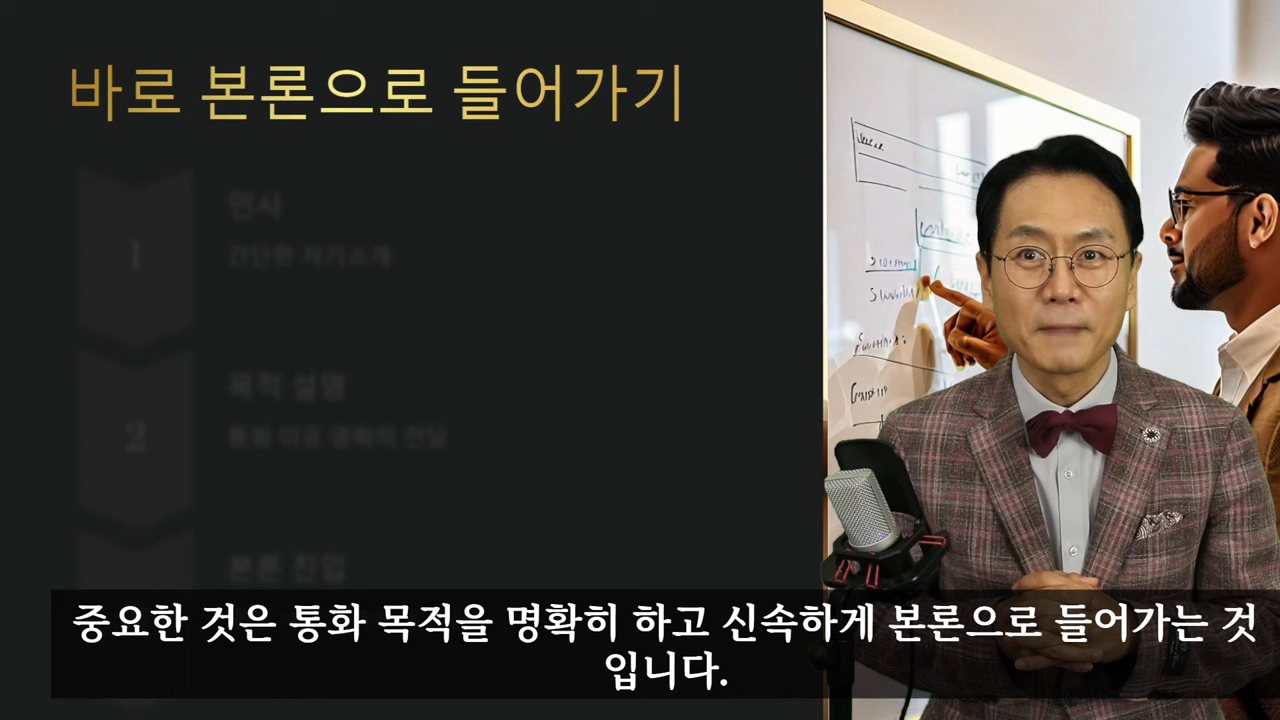 바로 본론으로 들어가기
1
인사
간단한 자기소개
2
목적 설명
통화 이유 명확히 전달
본론 진입
중요한 것은 통화 목적을 명확히 하고 신속하게 본론으로 들어가는 것
입니다.